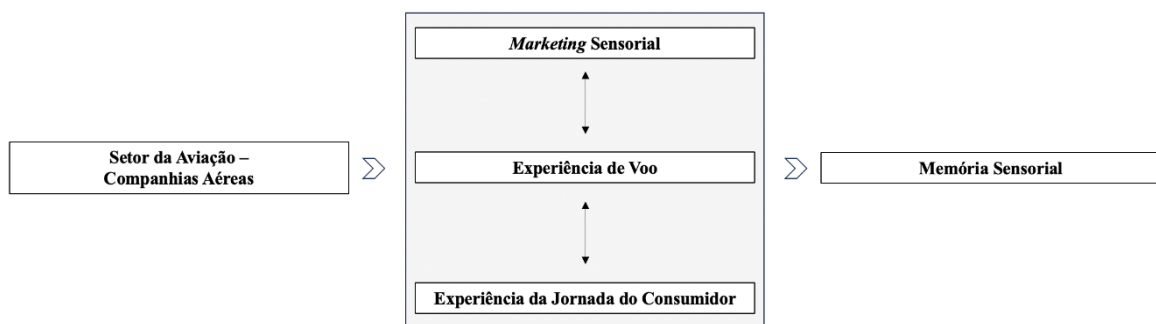 Marketing Sensorial
Setor da Aviação –
Companhias Aéreas
Experiência de Voo
Memória Sensorial
Experiência da Jornada do Consumidor